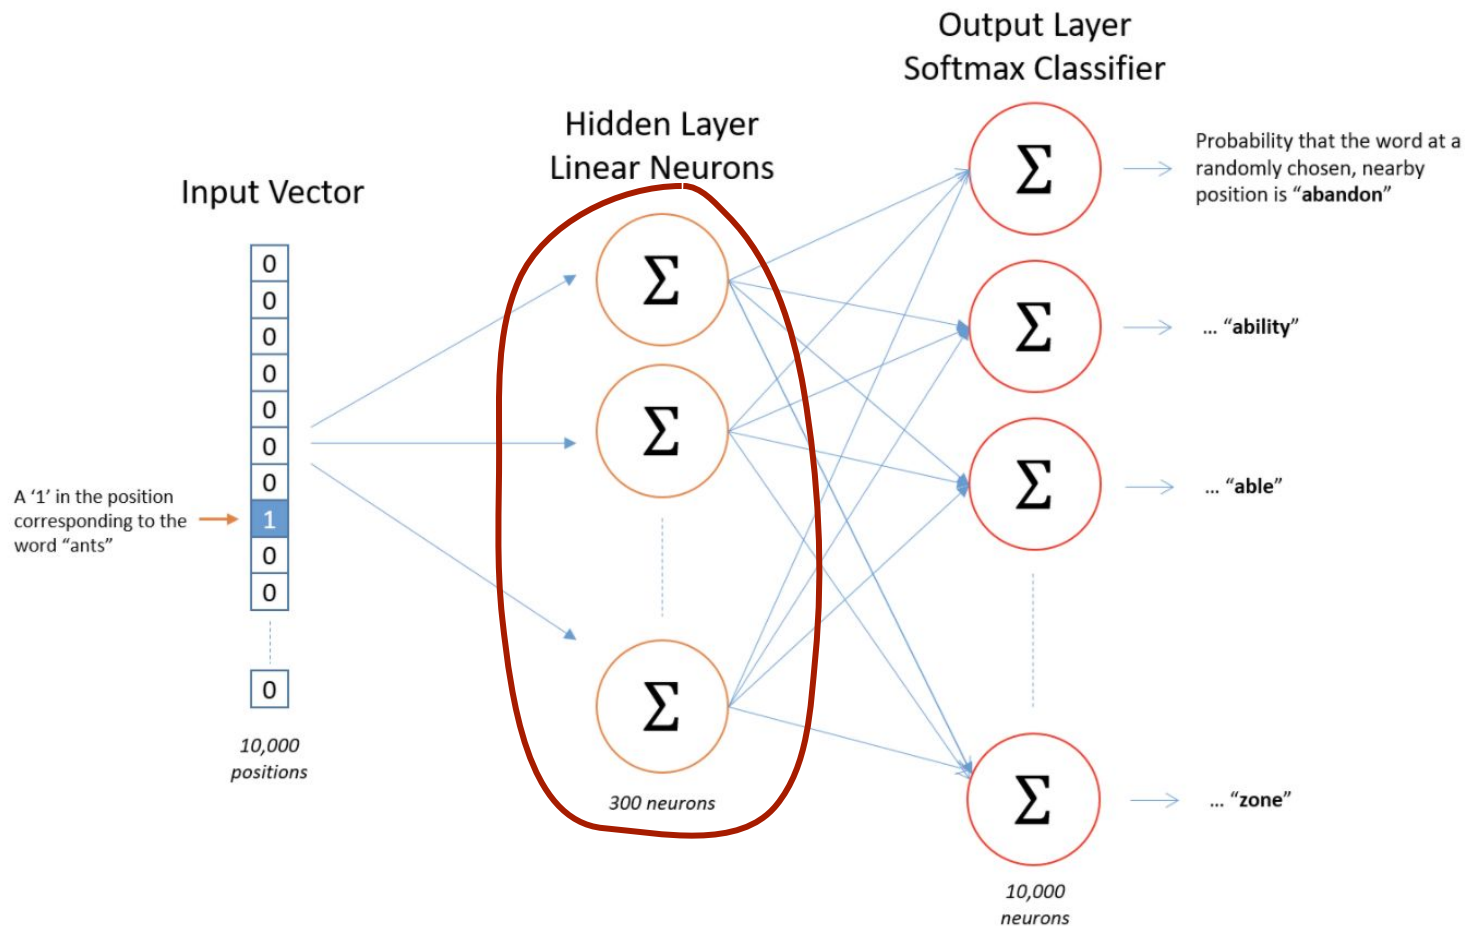 Output Layer
Softmax Classifier
Hidden Layer
Linear Neurons
Input Vector
0
0
0
0
0
0
0
1
0
0
0
A ‘1’ in the position
corresponding to the
word “ants”
10,000
positions
Σ
Σ
Σ
300 neurons
Σ
Σ
Σ
Σ
10,000
neurons
Probability that the word at a
randomly chosen, nearby
position is “abandon”
... “ability”
... “able”
... “zone”